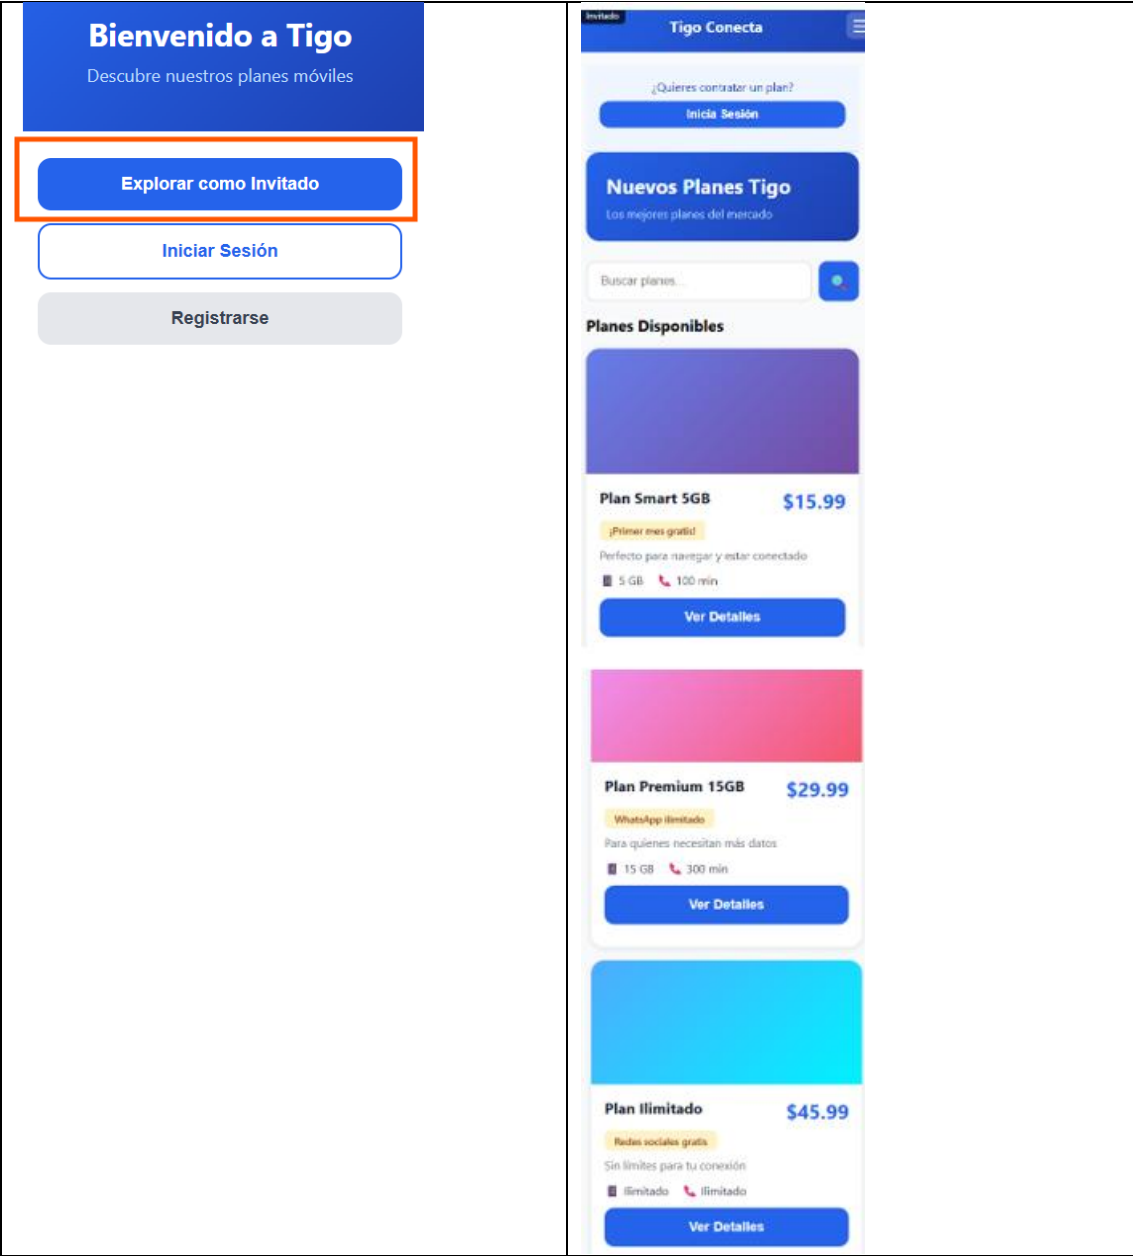 Bienvenido a Tigo
Descubre nuestros planes móviles
Explorar como Invitado
Iniciar Sesión
Registrarse
Invitado
Tigo Conecta
¿Quieres contratar un plan?
Inicia Sesión
Nuevos Planes Tigo
Los mejores planes del mercado
Buscar planes...
Planes Disponibles
Plan Smart 5GB
$15.99
¡Primer mes gratis!
Perfecto para navegar y estar conectado
5 GB 100 min
Ver Detalles
Plan Premium 15GB
$29.99
WhatsApp ilimitado
Para quienes necesitan más datos
15 GB 300 min
Ver Detalles
Plan Ilimitado
$45.99
Redes sociales gratis
Sin límites para tu conexión
Ilimitado Ilimitado
Ver Detalles